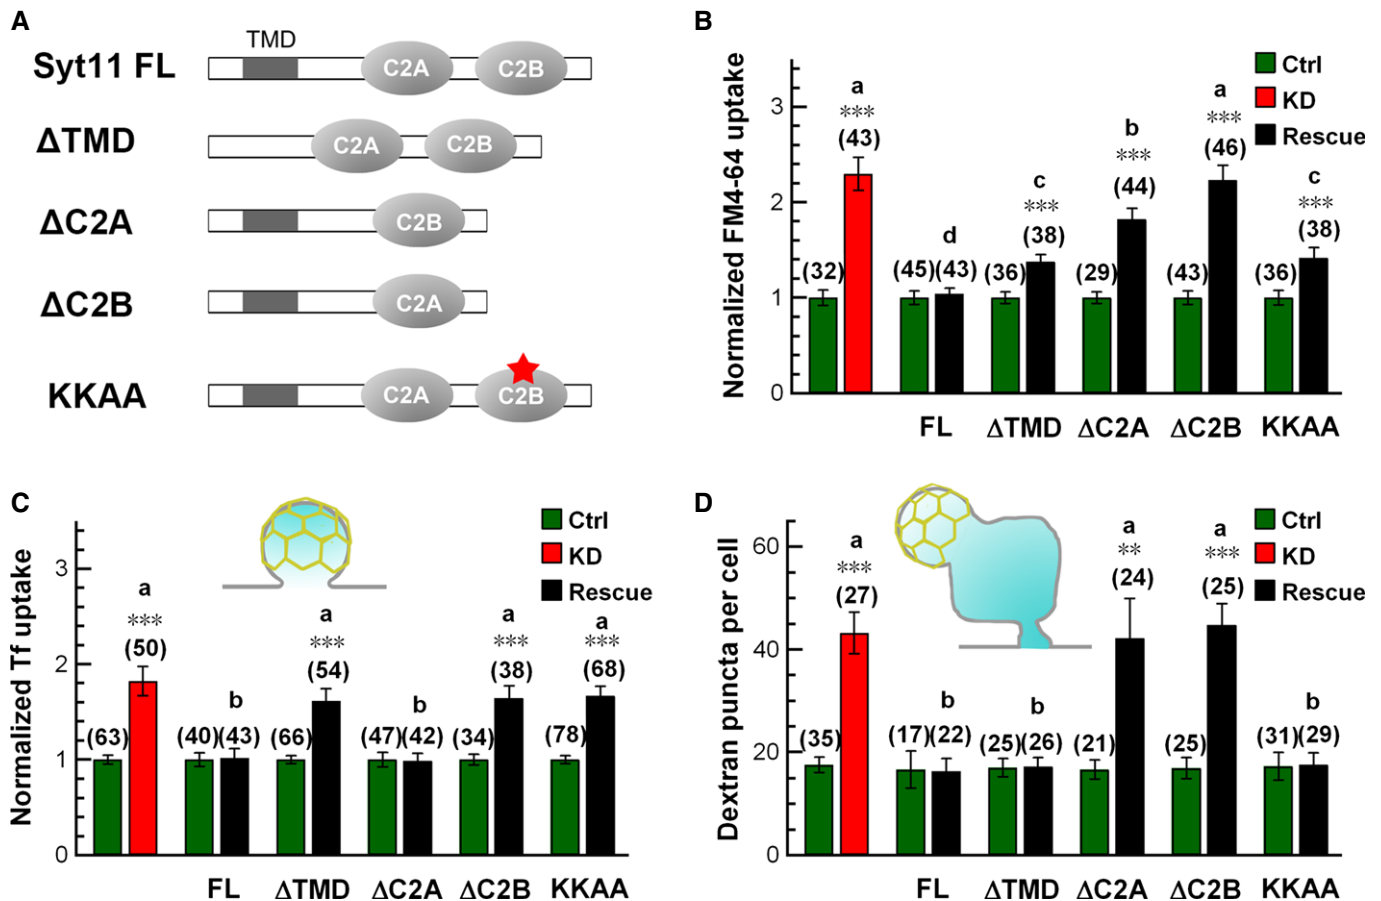 A
TMD
Syt11 FL
C2A
C2B
ΔTMD
C2A
C2B
ΔC2A
C2B
ΔC2B
C2A
KKAA
C2A
C2B
B
Normalized FM4-64 uptake
Ctrl
KD
Rescue
3
2
1
0
(32)
a
***
(43)
(45)
d
(43)
(36)
c
***
(38)
(29)
b
***
(44)
(43)
a
***
(46)
(36)
c
***
(38)
FL ΔTMD ΔC2A ΔC2B KKAA
C
Normalized Tf uptake
Ctrl
KD
Rescue
3
2
1
0
(63)
a
***
(50)
(40)
b
(43)
(66)
a
***
(54)
(47)
b
(42)
(34)
a
***
(38)
(78)
a
***
(68)
FL ΔTMD ΔC2A ΔC2B KKAA
D
Dextran puncta per cell
Ctrl
KD
Rescue
60
40
20
0
(35)
a
***
(27)
(17)
b
(22)
(25)
b
(26)
(21)
a
**
(24)
(25)
a
***
(25)
(31)
b
(29)
FL ΔTMD ΔC2A ΔC2B KKAA